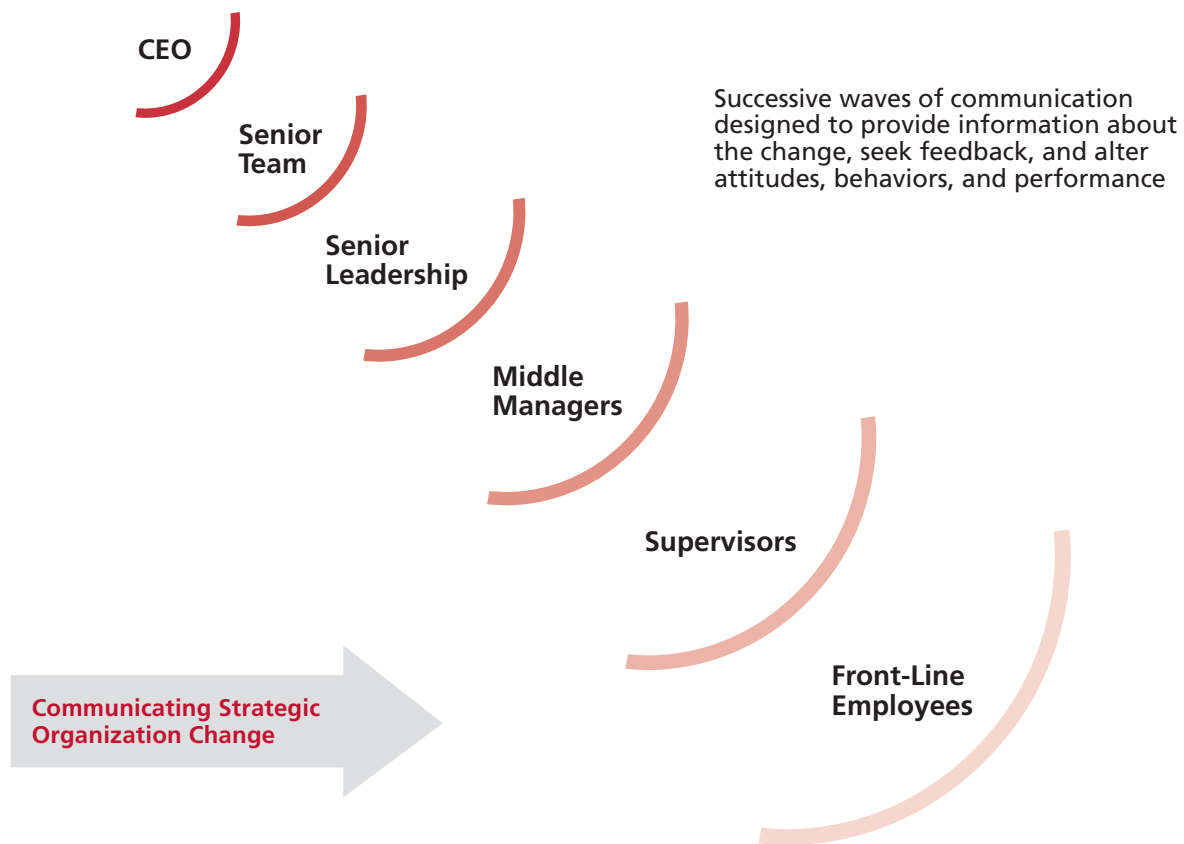 CEO
Senior
Team
Successive waves of communication
designed to provide information about
the change, seek feedback, and alter
attitudes, behaviors, and performance
Senior
Leadership
Middle
Managers
Supervisors
Front-Line
Employees
Communicating Strategic
Organization Change